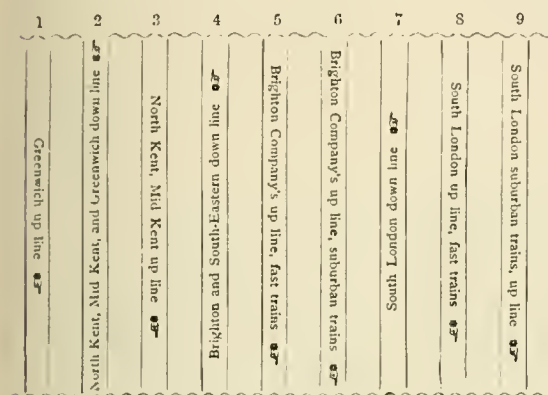 1 2 3 4 5 6 7 8 9
Greenwich up line ☛
North Kent, Mid Kent, and Greenwich down line ☛
North Kent, Mid Kent up line ☛
Brighton and South-Eastern down line ☛
Brighton Company's up line, fast trains ☛
Brighton Company's up line, suburban trains ☛
South London down line ☛
South London up line, fast trains ☛
South London suburban trains, up line ☛